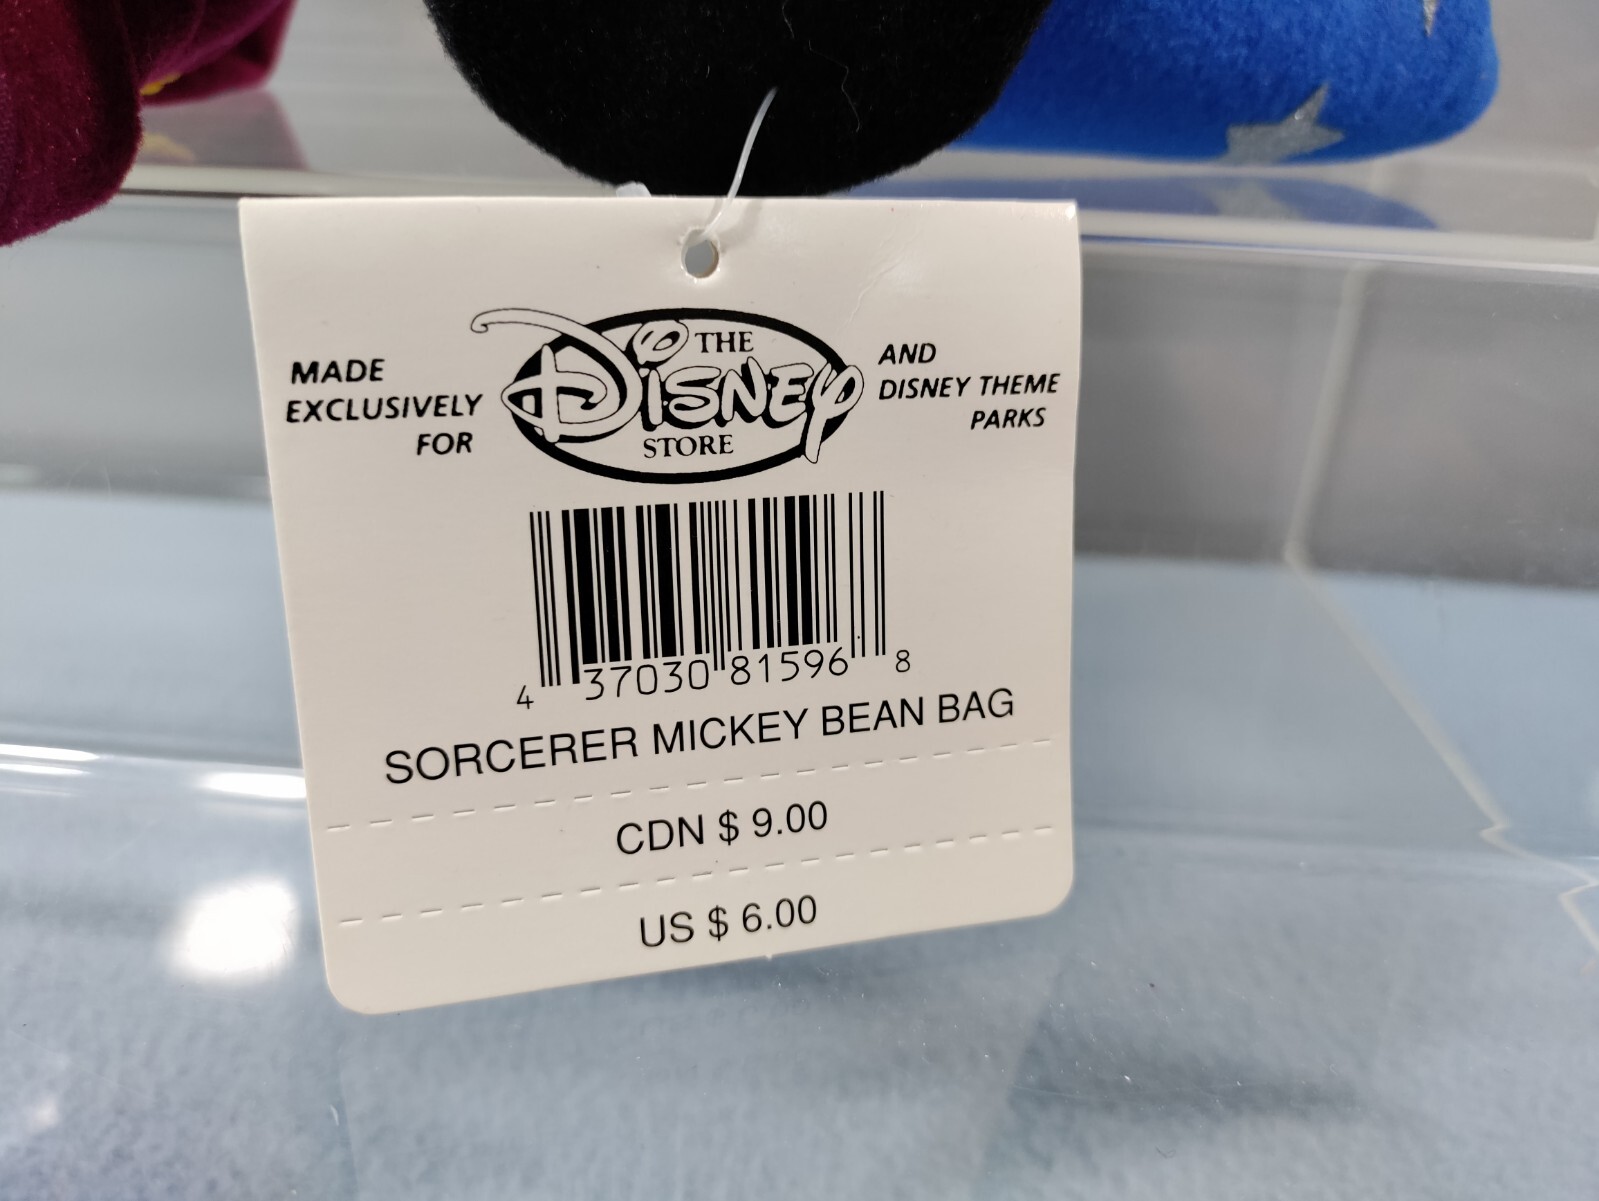 MADE
EXCLUSIVELY
FOR
THE
DISNEY
STORE
AND
DISNEY THEME
PARKS
4 37030 81596 8
SORCERER MICKEY BEAN BAG
CDN $ 9.00
US $ 6.00